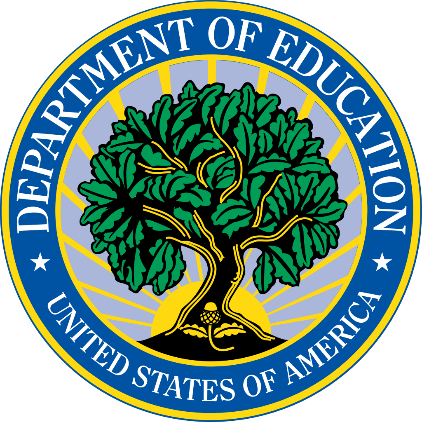 DEPARTMENT OF EDUCATION
UNITED STATES OF AMERICA